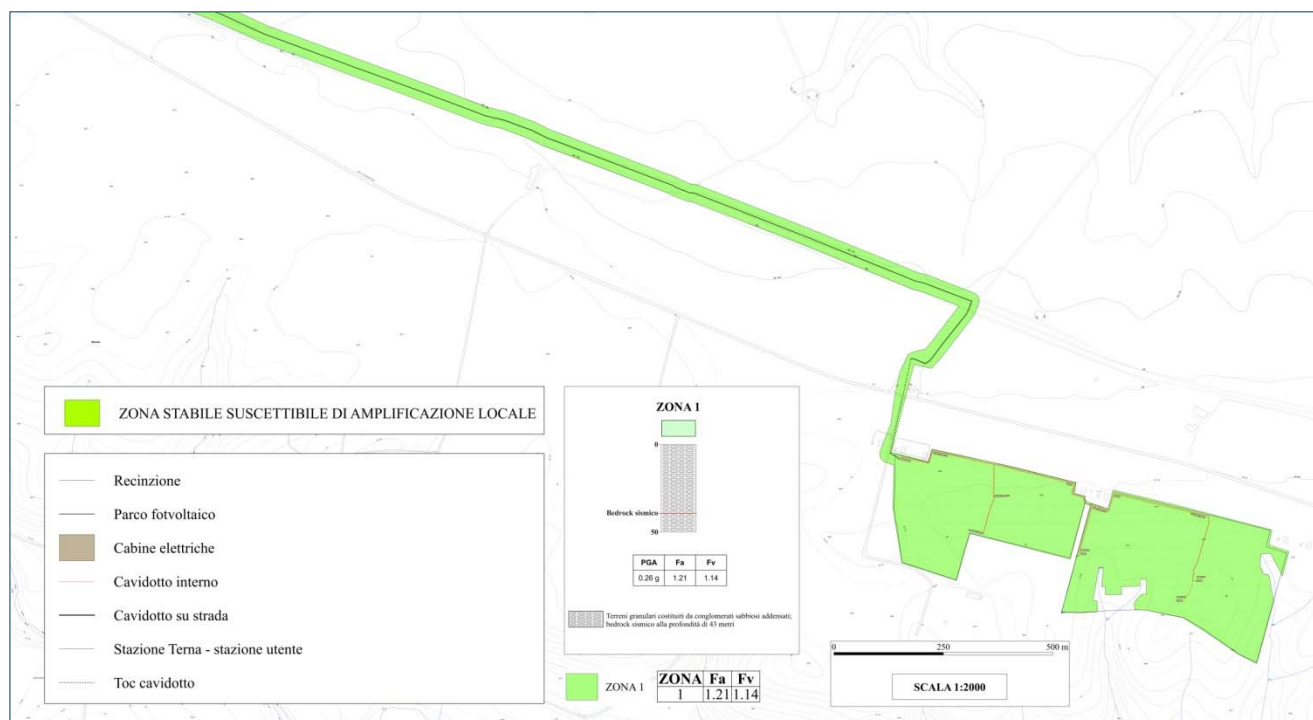 ZONA STABILE SUSCETTIBILE DI AMPLIFICAZIONE LOCALE
Recinzione
Parco fotvoltaico
Cabine elettriche
Cavidotto interno
Cavidotto su strada
Stazione Terna - stazione utente
Toc cavidotto
ZONA 1
0
Bedrock sismico
50
PGA Fa Fv
0.26 g 1.21 1.14
Terreni granulari costituiti da conglomerati sabbiosi addensati;
bedrock sismico alla profondità di 43 metri
ZONA 1
ZONA Fa Fv
1 1.21 1.14
0 250 500 m
SCALA 1:2000